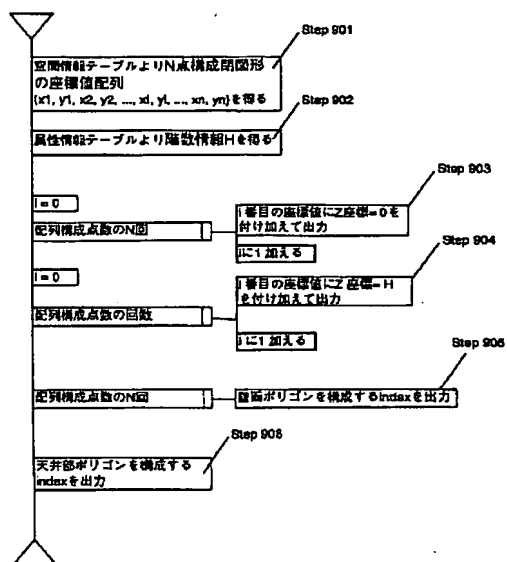 Step 901
空間情報テーブルよりN点構成閉図形
の座標値配列
{x1, y1, x2, y2, ..., xi, yi, ..., xn, yn}を得る
Step 902
属性情報テーブルより階数情報Hを得る
Step 903
i = 0
i 番目の座標値にZ座標=0を
付け加えて出力
配列構成点数のN回
iに1 加える
Step 904
i = 0
i 番目の座標値にZ 座標= H
を付け加えて出力
配列構成点数の回数
iに1 加える
Step 905
配列構成点数のN回
壁面ポリゴンを構成するindexを出力
Step 906
天井部ポリゴンを構成する
indexを出力